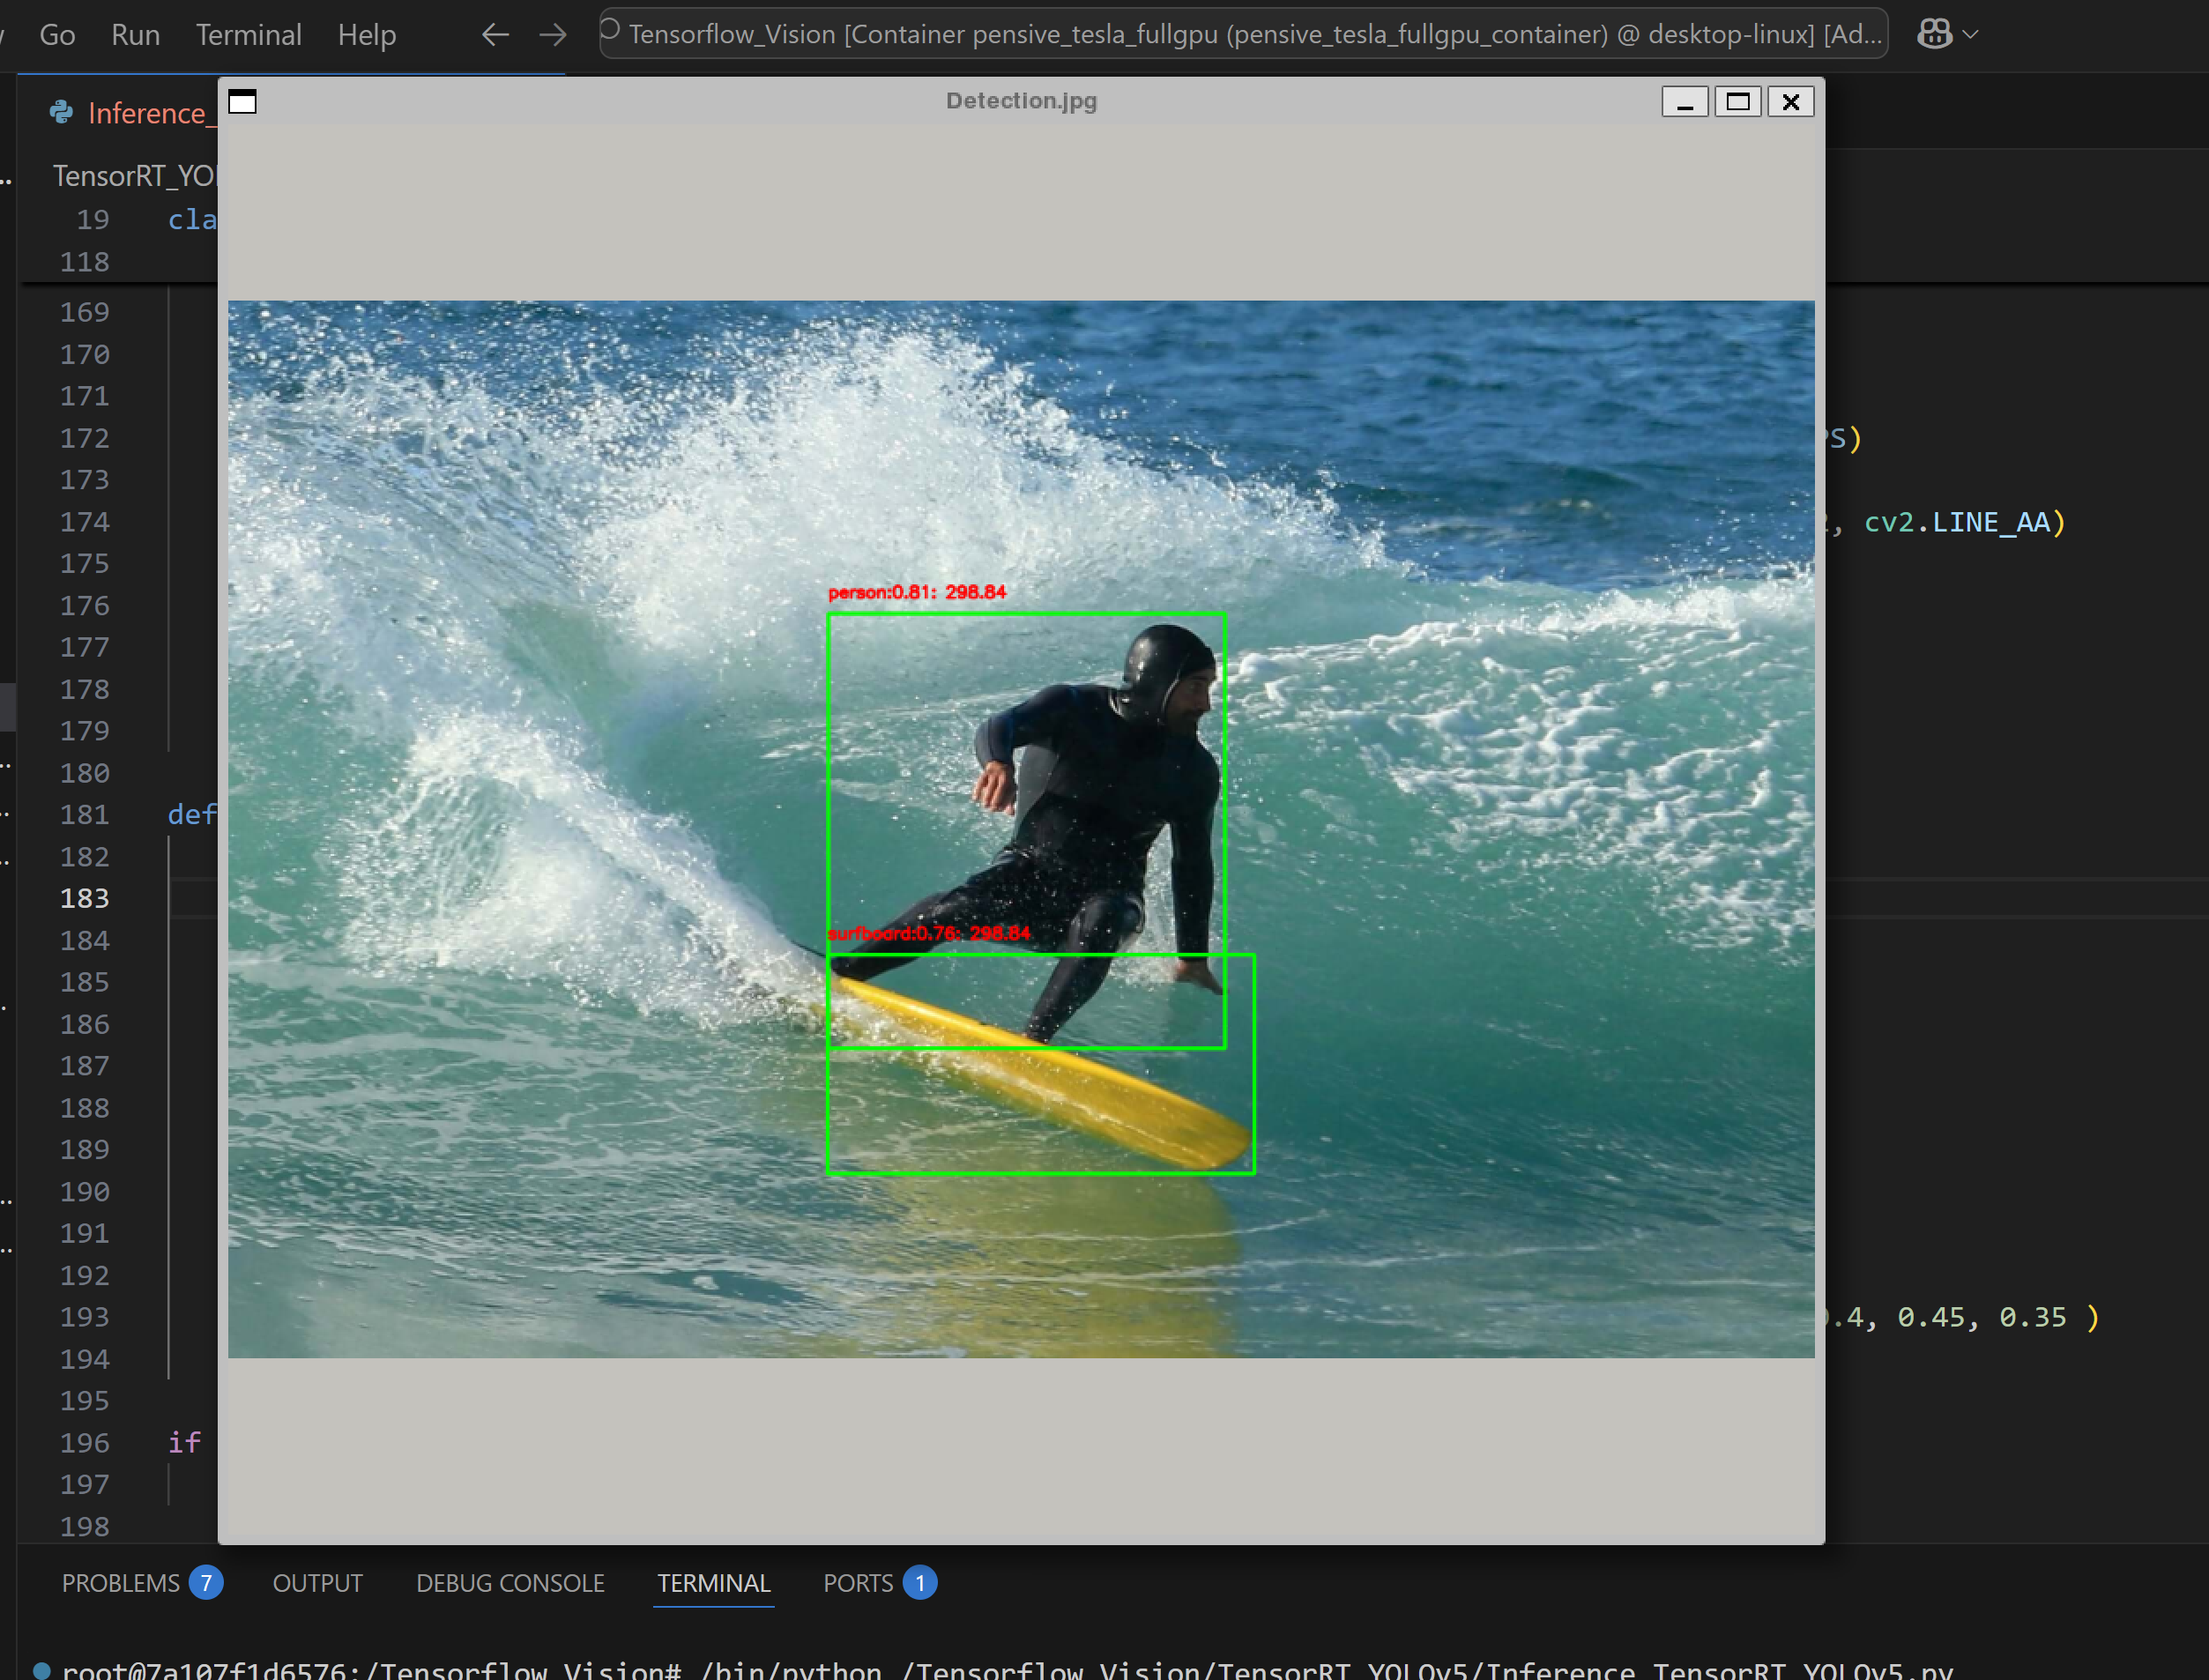 Go Run Terminal Help Tensorflow_Vision [Container pensive_tesla_fullgpu (pensive_tesla_fullgpu_container) @ desktop-linux] [Ad...
Detection.jpg
Inference_
TensorRT_YO
19 cla
118
169
170
171
172 S)
173
174 , cv2.LINE_AA)
175
176
177
178
179
180
181 def
182
183
184
185
186
187
188
189
190
191
192
193 .4, 0.45, 0.35 )
194
195
196 if
197
198
person:0.81: 298.84
surfboard:0.76: 298.84
PROBLEMS 7 OUTPUT DEBUG CONSOLE TERMINAL PORTS 1
root@7a107f1d6576:/Tensorflow_Vision# /bin/python /Tensorflow_Vision/TensorRT_YOLOv5/Inference_TensorRT_YOLOv5.py